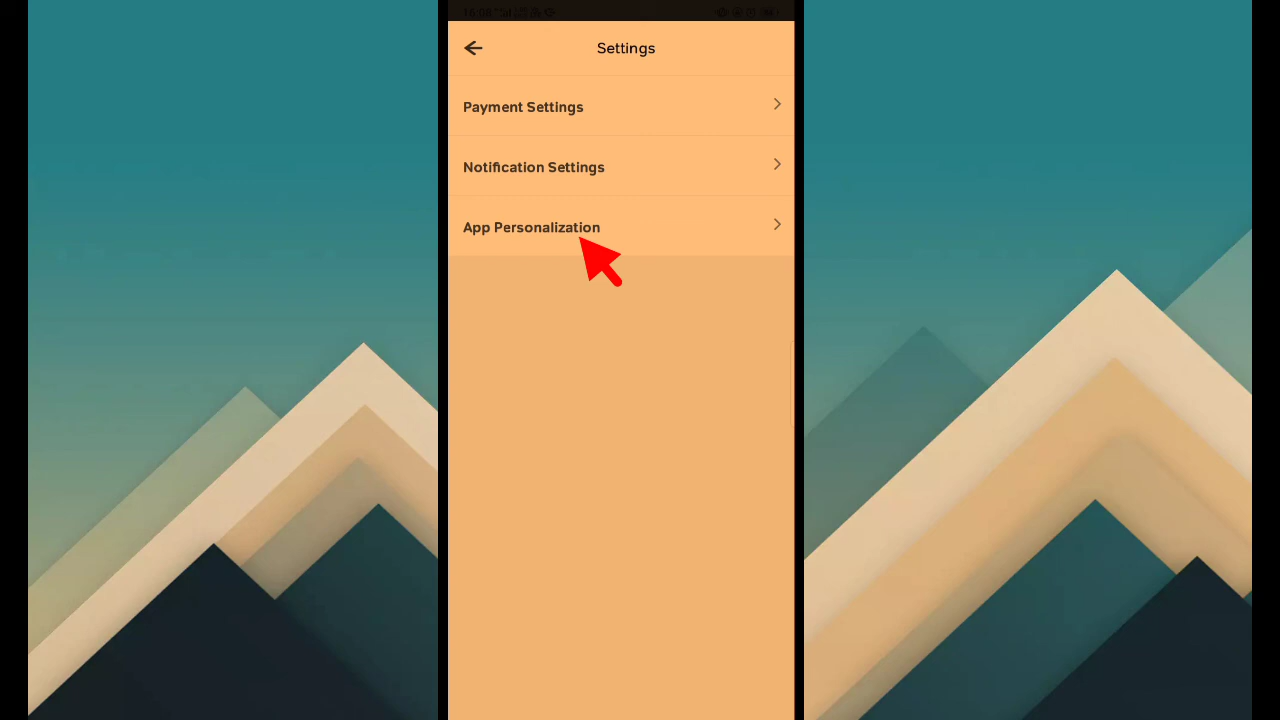 Settings
Payment Settings
Notification Settings
App Personalization